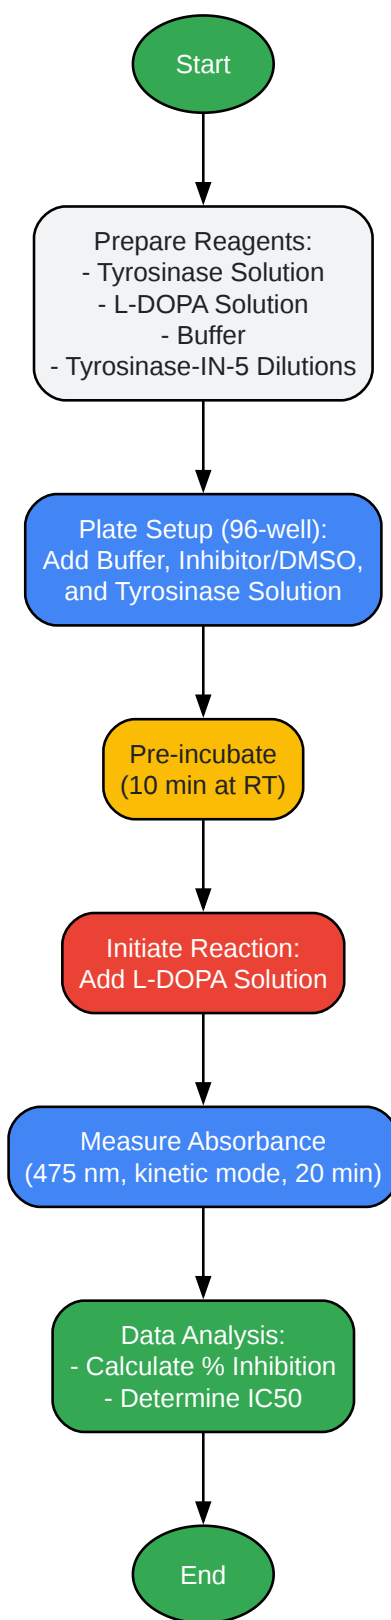 Start
Prepare Reagents:
- Tyrosinase Solution
- L-DOPA Solution
- Buffer
- Tyrosinase-IN-5 Dilutions
Plate Setup (96-well):
Add Buffer, Inhibitor/DMSO,
and Tyrosinase Solution
Pre-incubate
(10 min at RT)
Initiate Reaction:
Add L-DOPA Solution
Measure Absorbance
(475 nm, kinetic mode, 20 min)
Data Analysis:
- Calculate % Inhibition
- Determine IC50
End